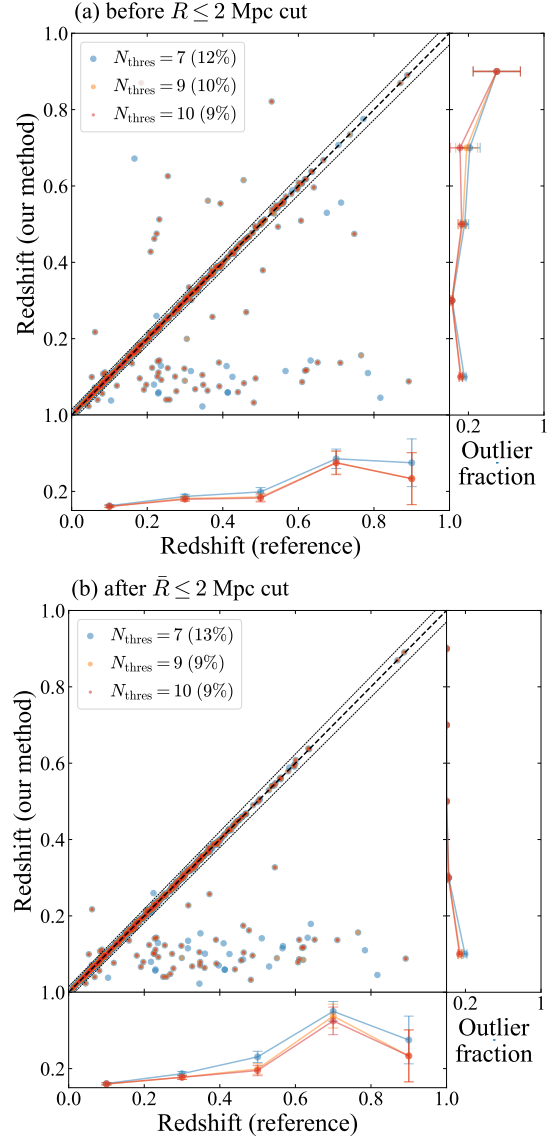 (a) before R̄ ≤ 2 Mpc cut
1.0
N_thres = 7 (12%)
N_thres = 9 (10%)
N_thres = 10 (9%)
0.8
0.6
0.4
0.2
Redshift (our method)
1.0
0.2
0.0 0.2 0.4 0.6 0.8 1.0
Redshift (reference)
0.2 1
Outlier
fraction
(b) after R̄ ≤ 2 Mpc cut
1.0
N_thres = 7 (13%)
N_thres = 9 (9%)
N_thres = 10 (9%)
0.8
0.6
0.4
0.2
Redshift (our method)
1.0
0.2
0.0 0.2 0.4 0.6 0.8 1.0
Redshift (reference)
0.2 1
Outlier
fraction